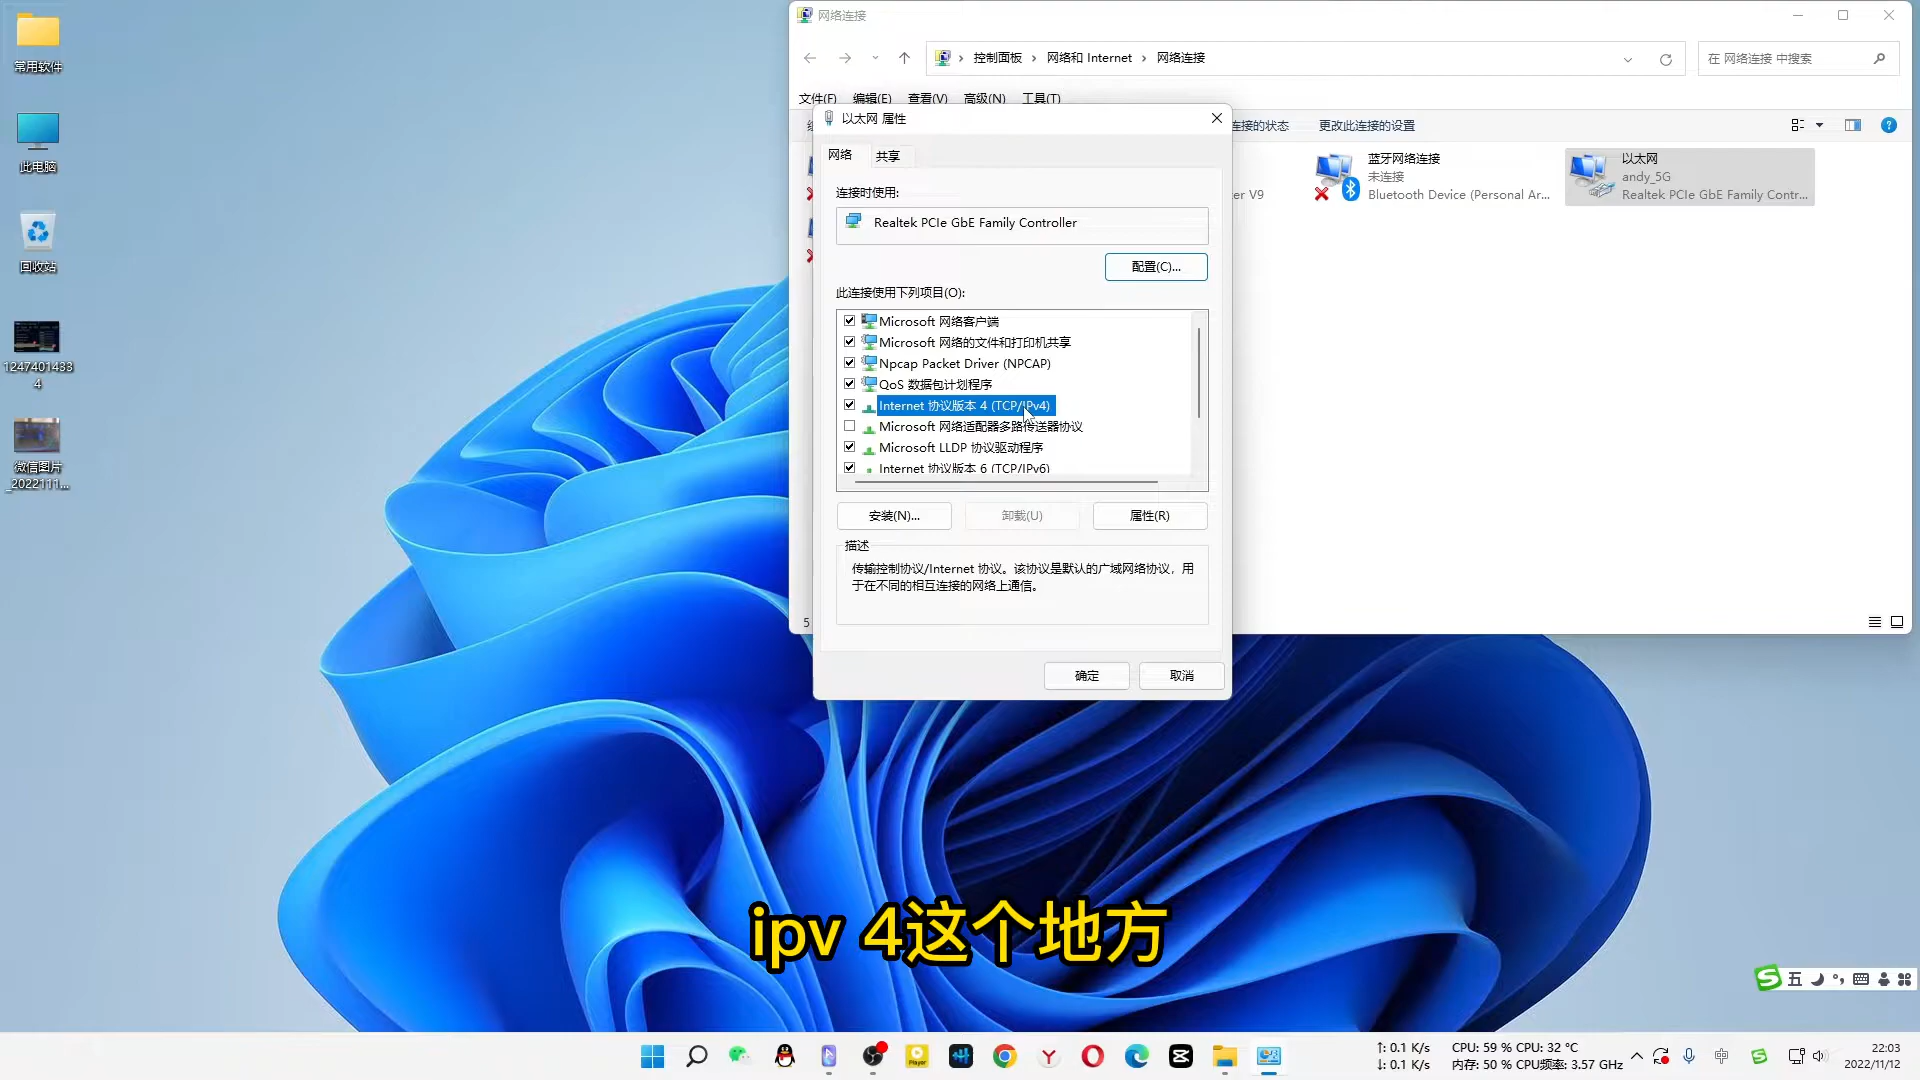 常用软件
此电脑
回收站
1247401433
4
微信图片
_2022111...
网络连接
控制面板 › 网络和 Internet › 网络连接
在 网络连接 中搜索
文件(F) 编辑(E) 查看(V) 高级(N) 工具(T)
连接的状态
更改此连接的设置
er V9
蓝牙网络连接
未连接
Bluetooth Device (Personal Ar...
以太网
andy_5G
Realtek PCIe GbE Family Contr...
5
以太网 属性
网络
共享
连接时使用:
Realtek PCIe GbE Family Controller
配置(C)...
此连接使用下列项目(O):
Microsoft 网络客户端
Microsoft 网络的文件和打印机共享
Npcap Packet Driver (NPCAP)
QoS 数据包计划程序
Internet 协议版本 4 (TCP/IPv4)
Microsoft 网络适配器多路传送器协议
Microsoft LLDP 协议驱动程序
Internet 协议版本 6 (TCP/IPv6)
安装(N)...
卸载(U)
属性(R)
描述
传输控制协议/Internet 协议。该协议是默认的广域网络协议，用
于在不同的相互连接的网络上通信。
确定
取消
ipv 4这个地方
五
Player
↑: 0.1 K/s
↓: 0.1 K/s
CPU: 59 % CPU: 32 °C
内存: 50 % CPU频率: 3.57 GHz
中
22:03
2022/11/12